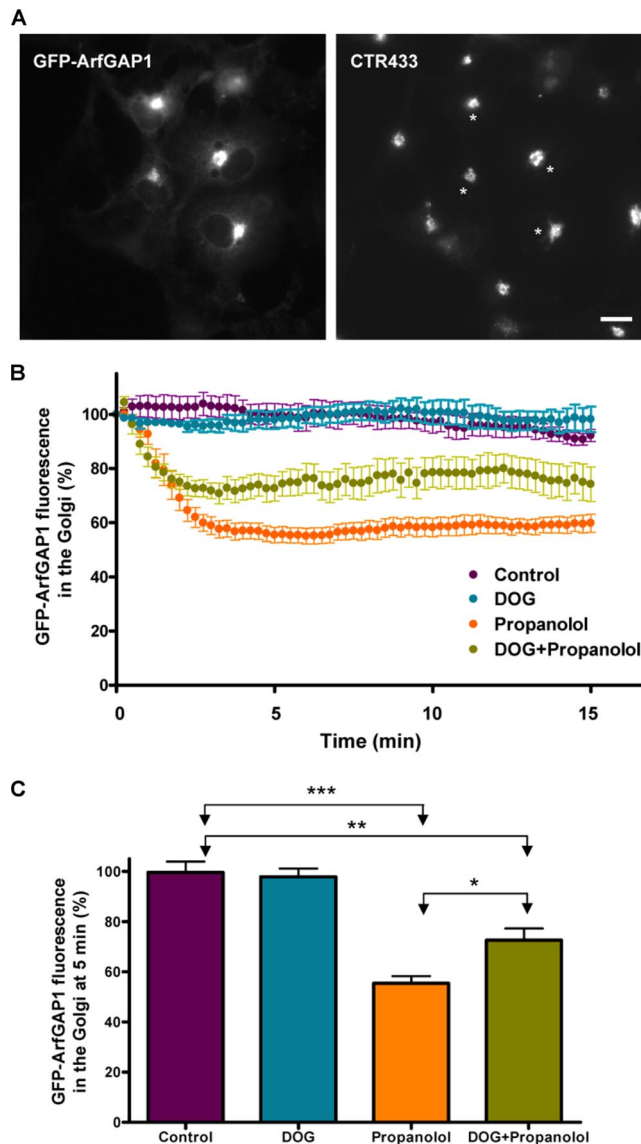 A
GFP-ArfGAP1
CTR433
*
*
*
*
B
GFP-ArfGAP1 fluorescence
in the Golgi (%)
100
80
60
40
20
0
Control
DOG
Propanolol
DOG+Propanolol
0
5
10
15
Time (min)
C
GFP-ArfGAP1 fluorescence
in the Golgi at 5 min (%)
***
**
*
100
80
60
40
20
0
Control
DOG
Propanolol
DOG+Propanolol